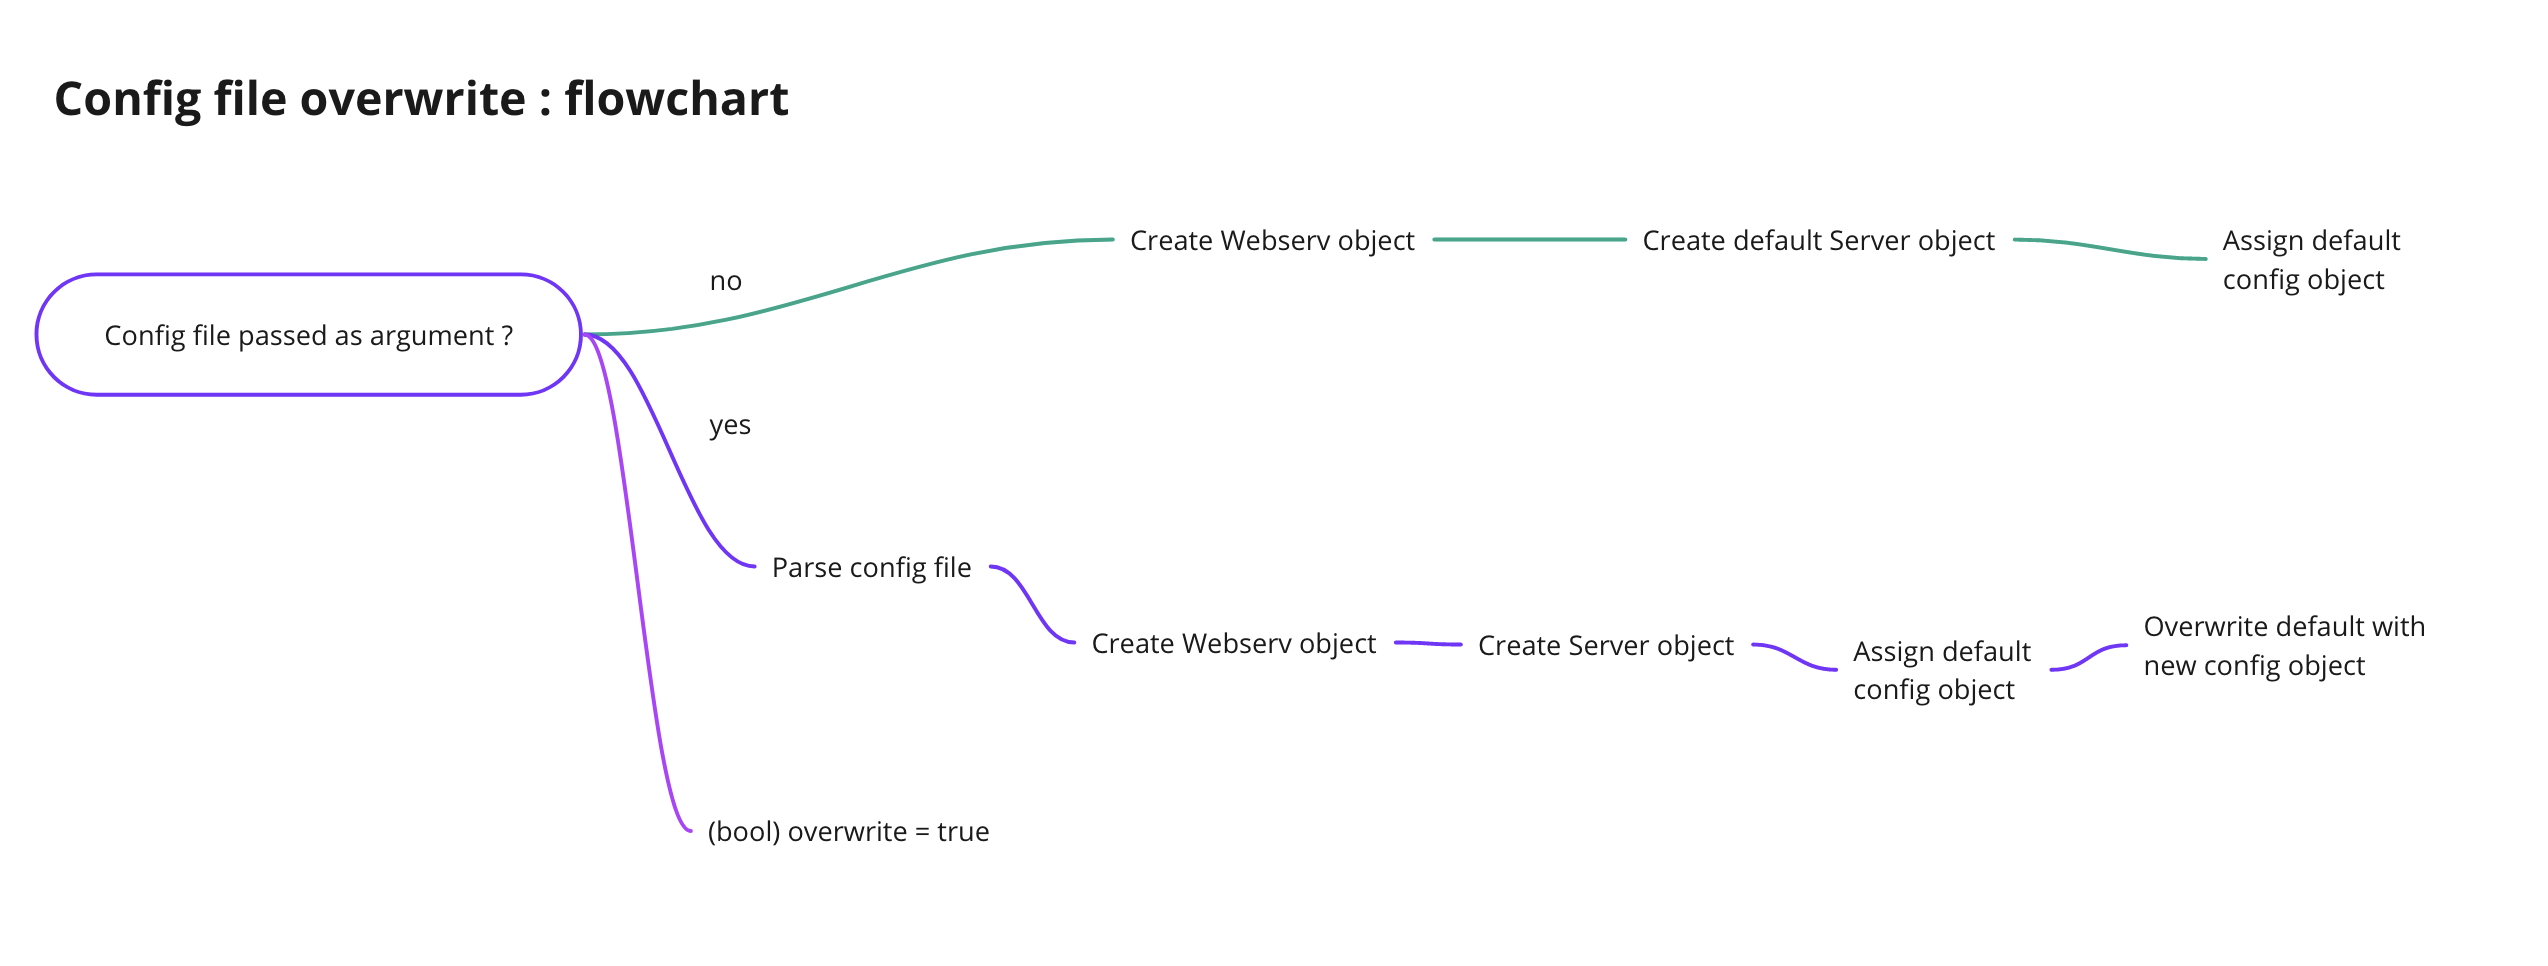 Config file overwrite : flowchart
Config file passed as argument ?
no
Create Webserv object
Create default Server object
Assign default
config object
yes
Parse config file
Create Webserv object
Create Server object
Assign default
config object
Overwrite default with
new config object
(bool) overwrite = true